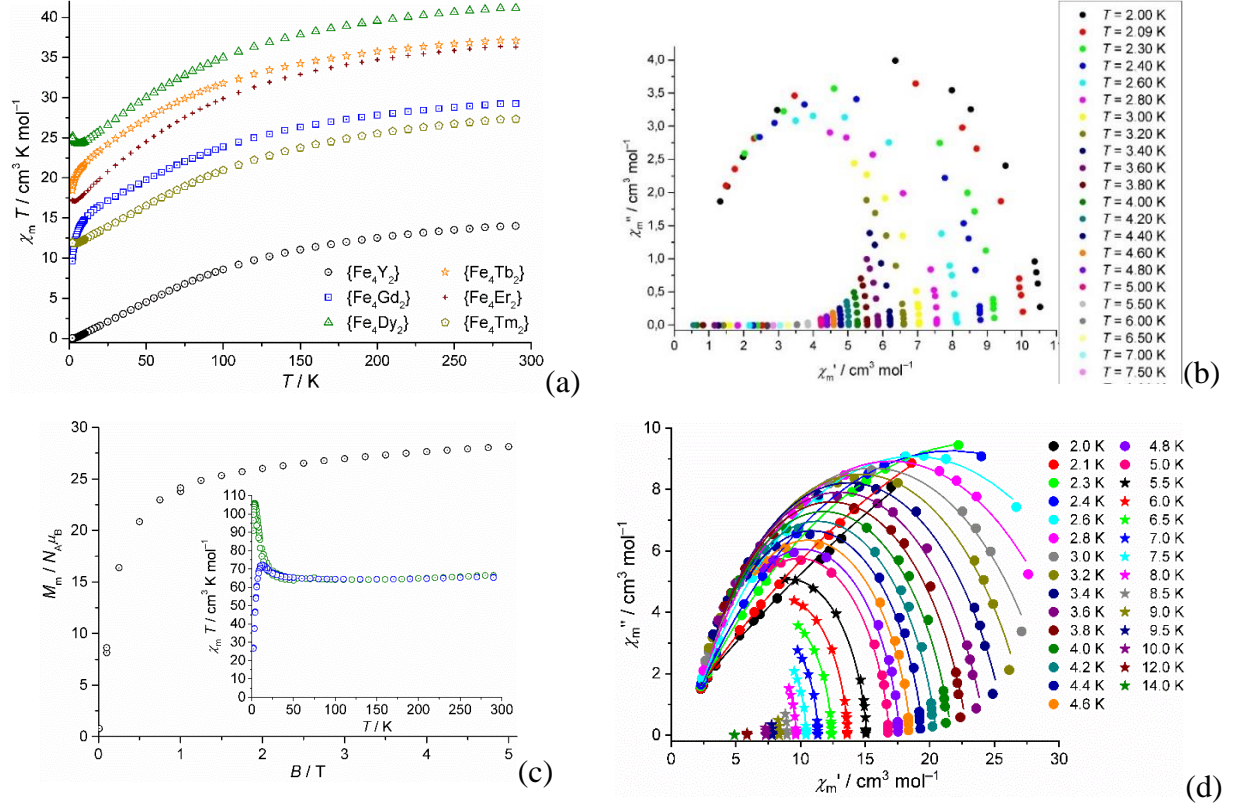 40
35
30
25
20
15
10
5
0
χₘ T / cm³ K mol⁻¹
{Fe₄Y₂} {Fe₄Tb₂}
{Fe₄Gd₂} {Fe₄Er₂}
{Fe₄Dy₂} {Fe₄Tm₂}
0 50 100 150 200 250 300
T / K
(a)
4,0
3,5
3,0
2,5
2,0
1,5
1,0
0,5
0,0
χₘ'' / cm³ mol⁻¹
0 1 2 3 4 5 6 7 8 9 10 11
χₘ' / cm³ mol⁻¹
T = 2.00 K
T = 2.09 K
T = 2.30 K
T = 2.40 K
T = 2.60 K
T = 2.80 K
T = 3.00 K
T = 3.20 K
T = 3.40 K
T = 3.60 K
T = 3.80 K
T = 4.00 K
T = 4.20 K
T = 4.40 K
T = 4.60 K
T = 4.80 K
T = 5.00 K
T = 5.50 K
T = 6.00 K
T = 6.50 K
T = 7.00 K
T = 7.50 K
(b)
30
25
20
15
10
5
0
Mₘ / N_A μ_B
0 1 2 3 4 5
B / T
110
100
90
80
70
60
50
40
30
20
10
0
χₘ T / cm³ K mol⁻¹
0 50 100 150 200 250 300
T / K
(c)
10
8
6
4
2
0
χₘ'' / cm³ mol⁻¹
0 5 10 15 20 25 30
χₘ' / cm³ mol⁻¹
2.0 K 4.8 K
2.1 K 5.0 K
2.3 K 5.5 K
2.4 K 6.0 K
2.6 K 6.5 K
2.8 K 7.0 K
3.0 K 7.5 K
3.2 K 8.0 K
3.4 K 8.5 K
3.6 K 9.0 K
3.8 K 9.5 K
4.0 K 10.0 K
4.2 K 12.0 K
4.4 K 14.0 K
4.6 K
(d)